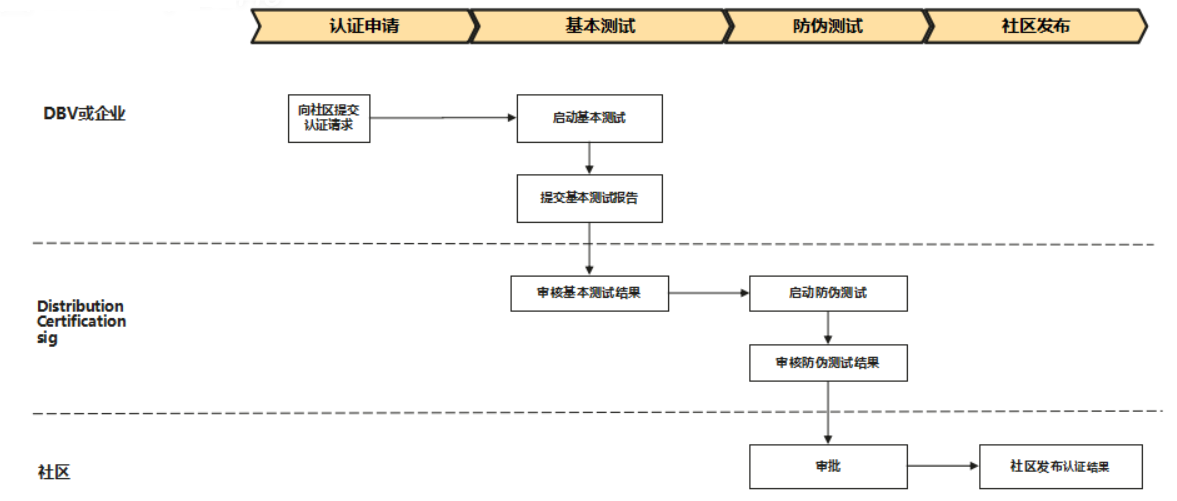 认证申请
基本测试
防伪测试
社区发布
DBV或企业
向社区提交
认证请求
启动基本测试
提交基本测试报告
Distribution
Certification
sig
审核基本测试结果
启动防伪测试
审核防伪测试结果
社区
审批
社区发布认证结果